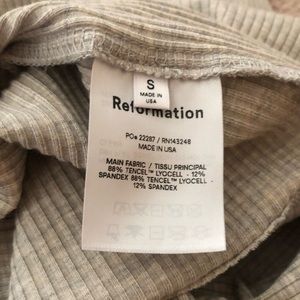 S
MADE IN
USA
Reformation
PO# 22287 / RN143248
MADE IN USA
MAIN FABRIC / TISSU PRINCIPAL
88% TENCEL™ LYOCELL - 12%
SPANDEX 88% TENCEL™ LYOCELL -
12% SPANDEX